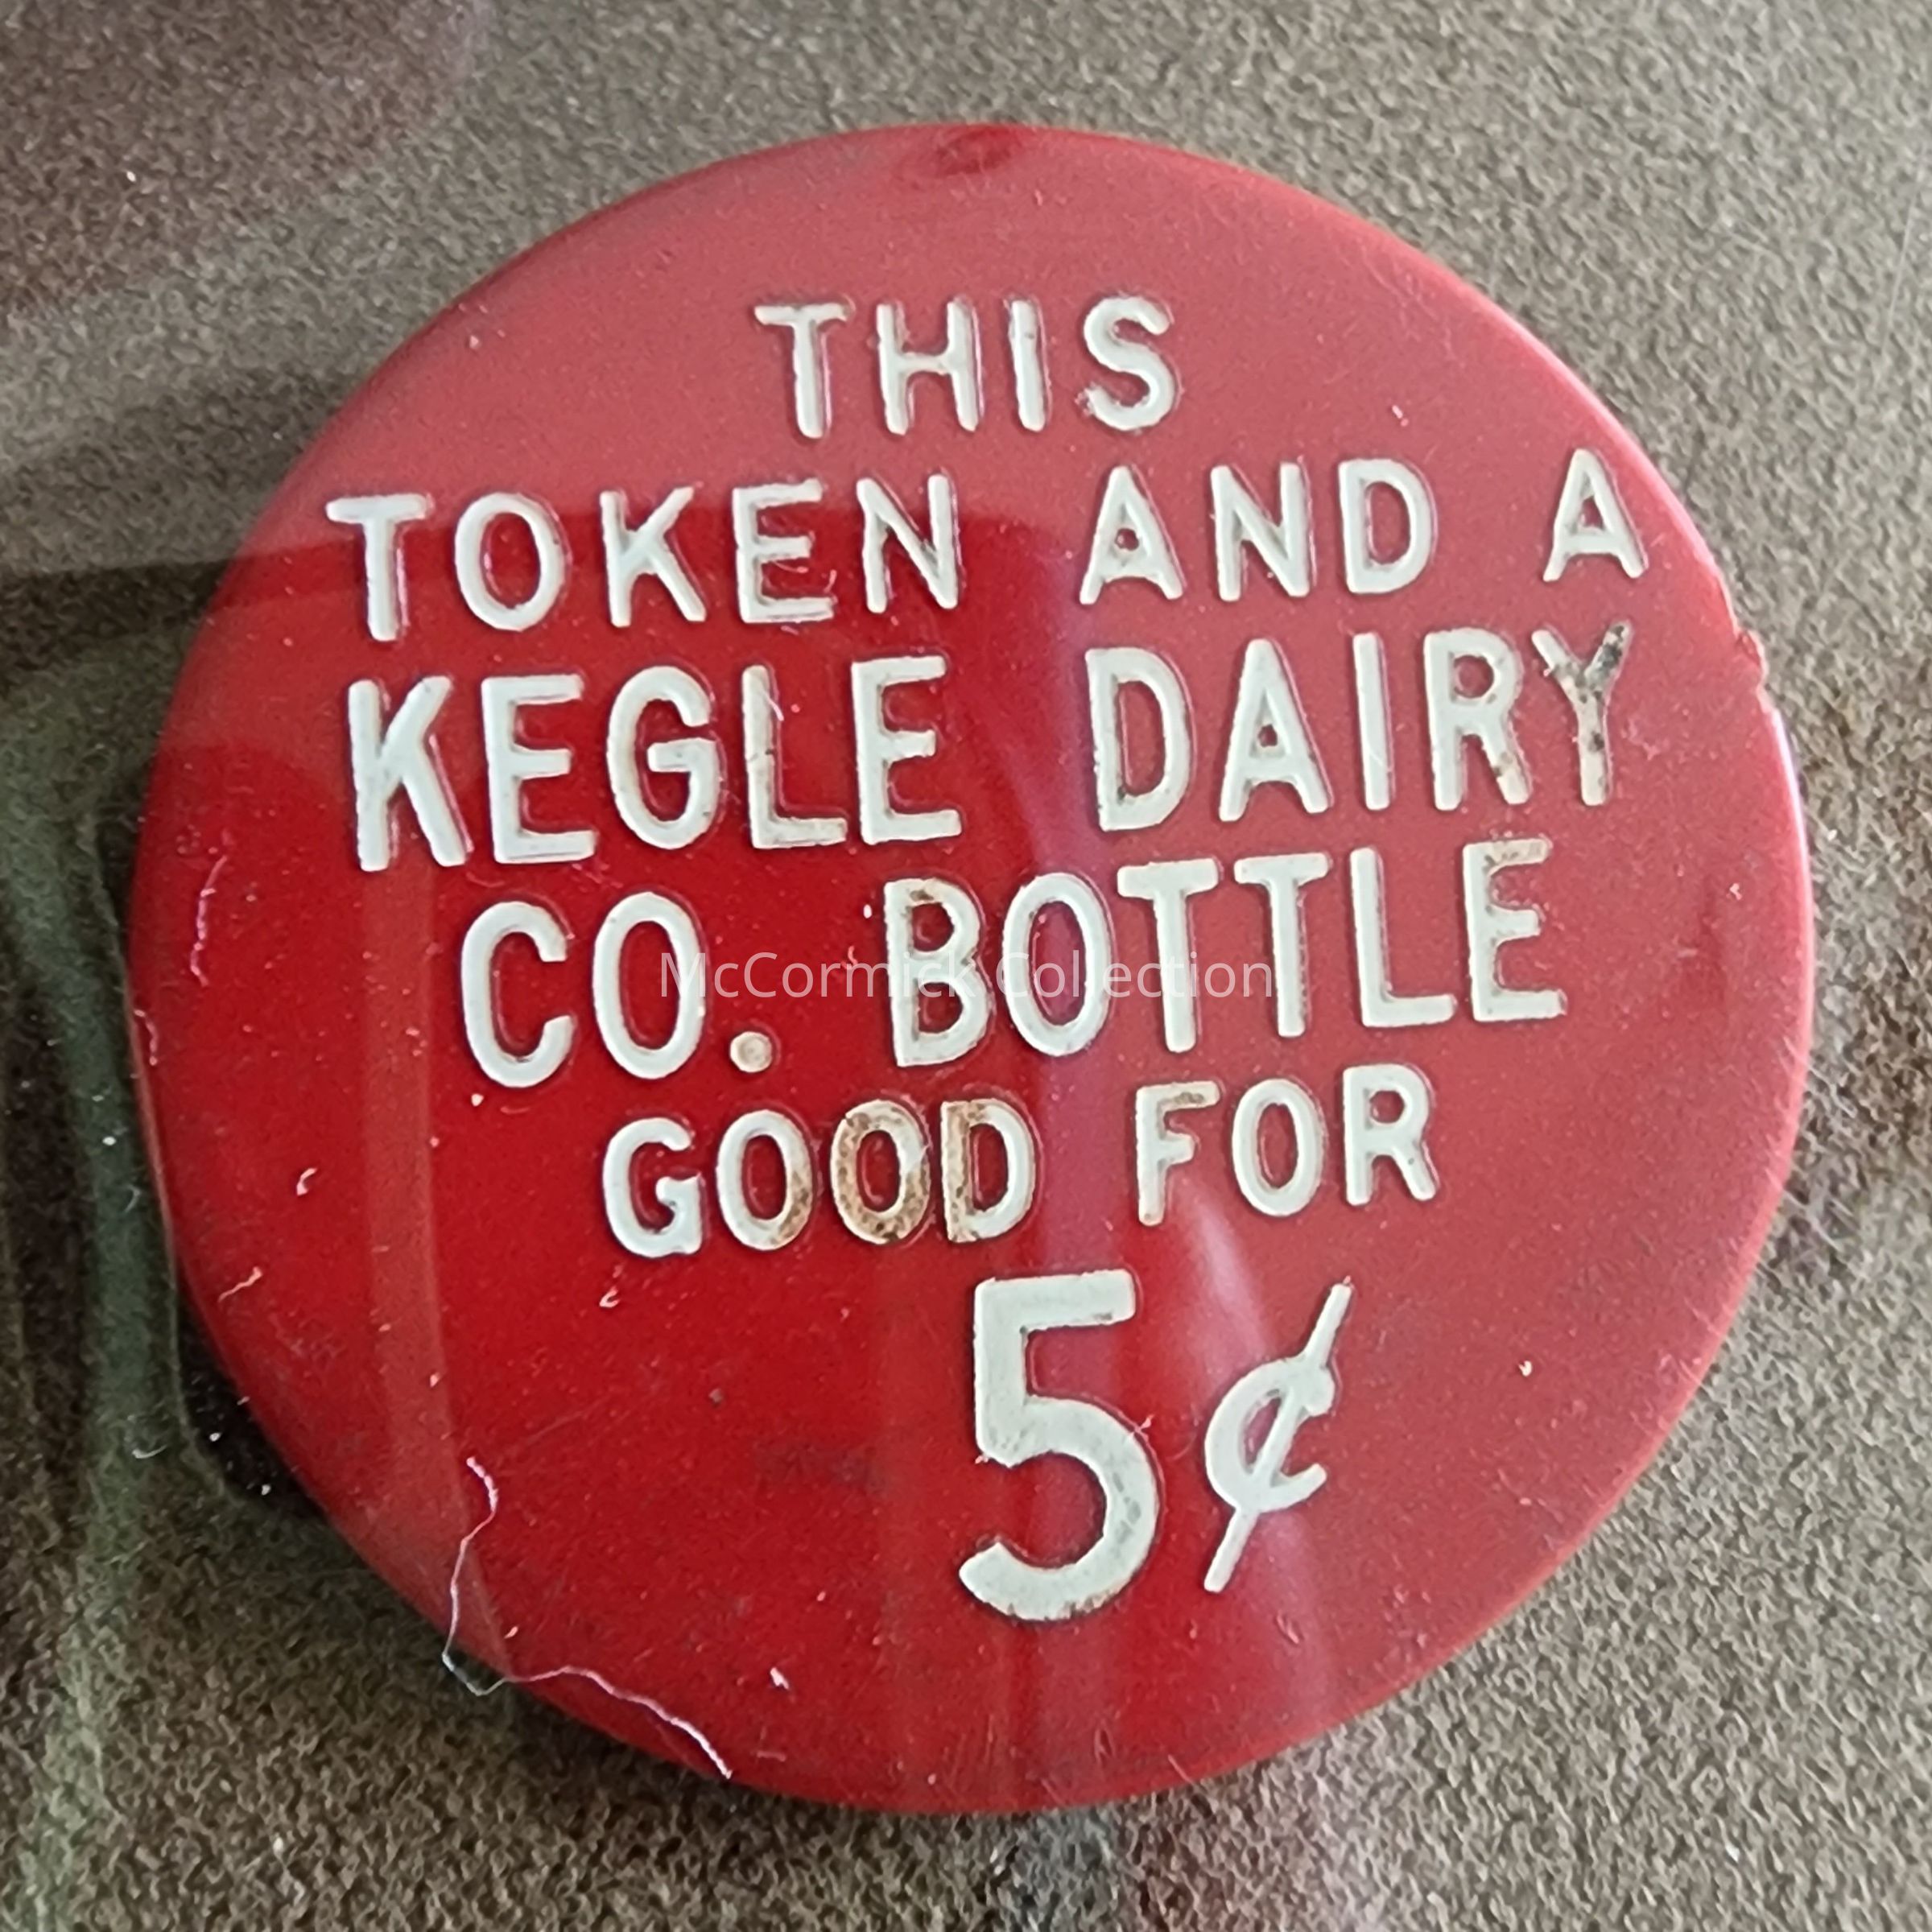 THIS
TOKEN AND A
KEGLE DAIRY
CO. BOTTLE
McCormick Collection
GOOD FOR
5¢